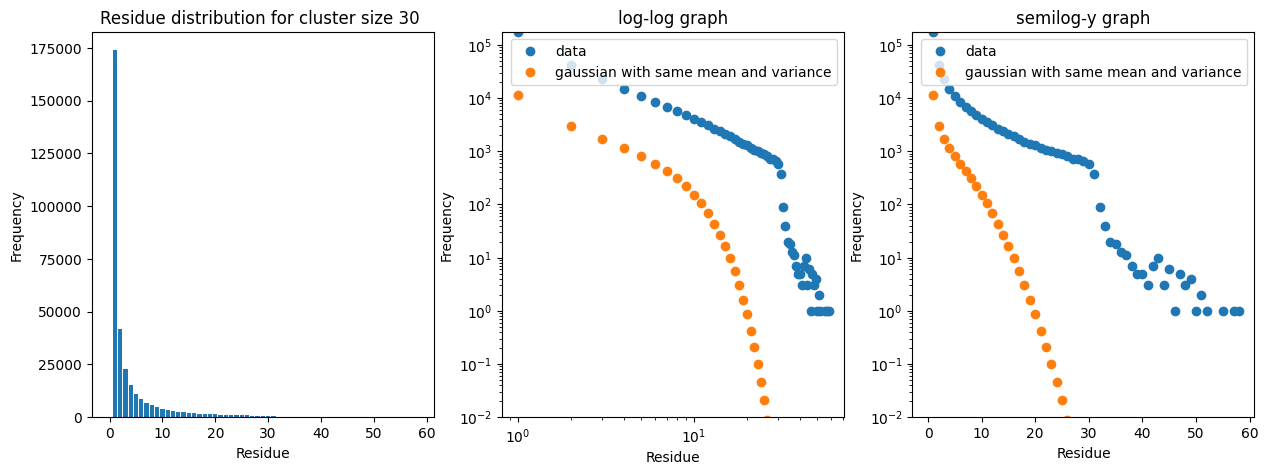 Residue distribution for cluster size 30
Frequency
175000
150000
125000
100000
75000
50000
25000
0
0 10 20 30 40 50 60
Residue
log-log graph
data
gaussian with same mean and variance
Frequency
10^5
10^4
10^3
10^2
10^1
10^0
10^-1
10^-2
10^0 10^1
Residue
semilog-y graph
data
gaussian with same mean and variance
Frequency
10^5
10^4
10^3
10^2
10^1
10^0
10^-1
10^-2
0 10 20 30 40 50 60
Residue